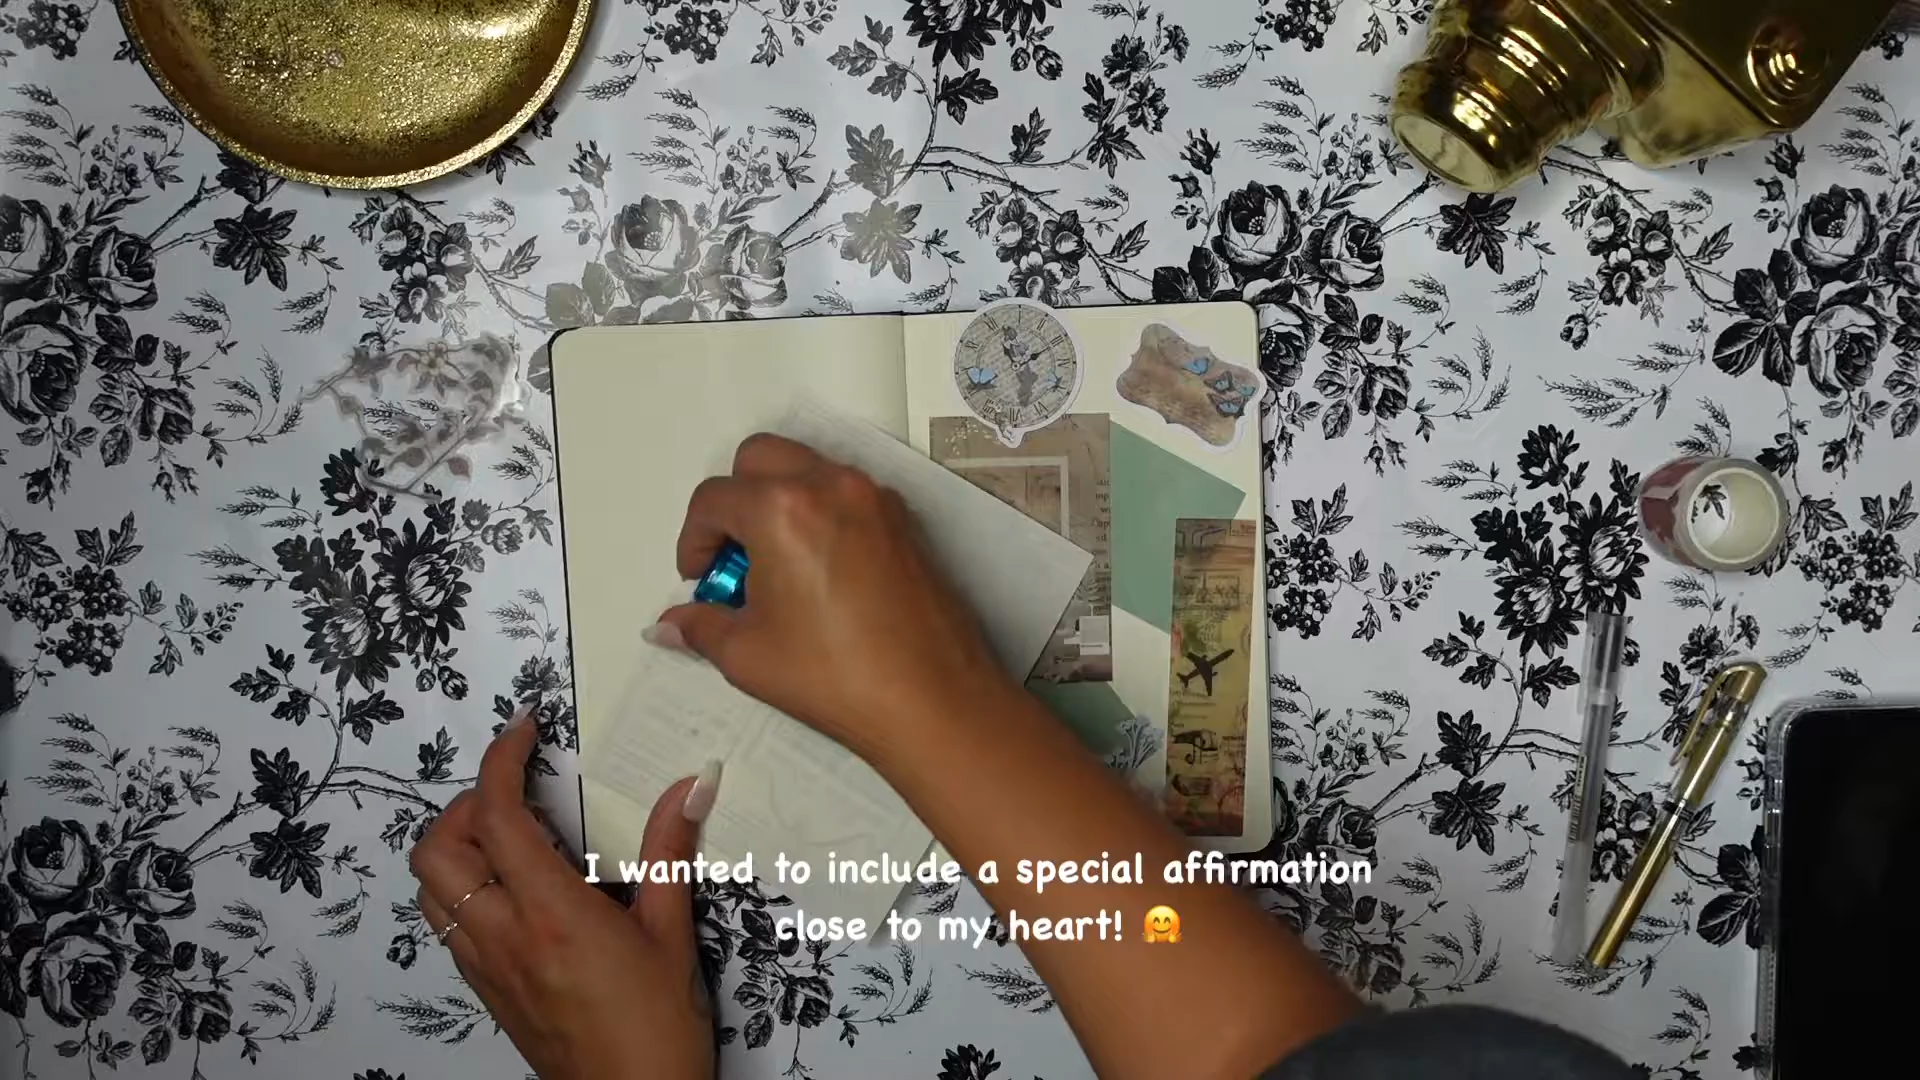 I wanted to include a special affirmation
close to my heart! 🤗